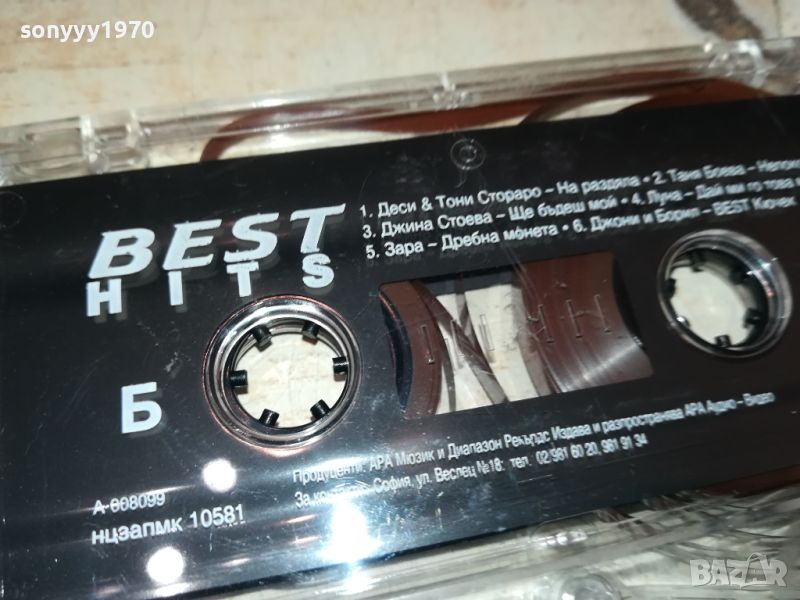 sonyyy1970
BEST
HITS
1. Деси & Тони Стораро – На раздяла • 2. Таня Боева –
3. Джина Стоева – Ще бъдеш мой • 4. Луна – Дай ми го това
5. Зара – Дребна монета • 6. Джони и Борил – BEST Кючек
Б
Продуценти: АРА Мюзик и Диапазон Рекърдс Издава и разпространява АРА Аудио – Видео
За София, ул. Веслец №18: тел. 02 981 60 20, 981 91 34
А-008099
нцзапмк 10581
BAZAR